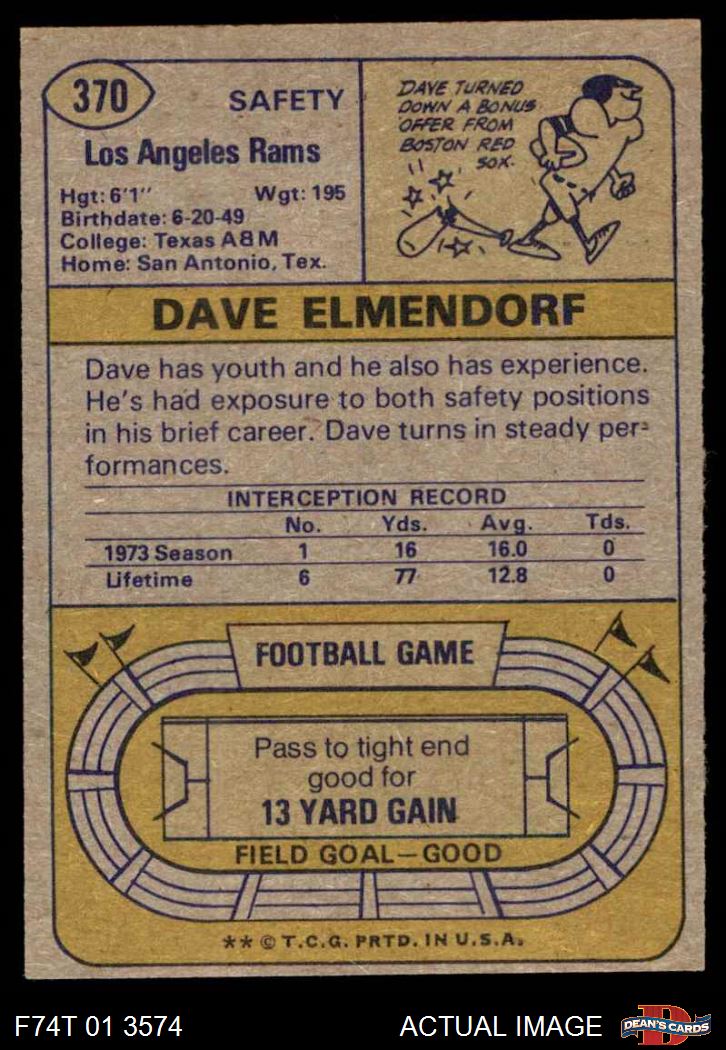 370
SAFETY
Los Angeles Rams
Hgt: 6'1" Wgt: 195
Birthdate: 6-20-49
College: Texas A&M
Home: San Antonio, Tex.
DAVE TURNED
DOWN A BONUS
OFFER FROM
BOSTON RED
SOX.
DAVE ELMENDORF
Dave has youth and he also has experience.
He's had exposure to both safety positions
in his brief career. Dave turns in steady per-
formances.
INTERCEPTION RECORD
No. Yds. Avg. Tds.
1973 Season 1 16 16.0 0
Lifetime 6 77 12.8 0
FOOTBALL GAME
Pass to tight end
good for
13 YARD GAIN
FIELD GOAL—GOOD
** © T.C.G. PRTD. IN U.S.A.
F74T 01 3574 ACTUAL IMAGE
D
DEAN'S CARDS